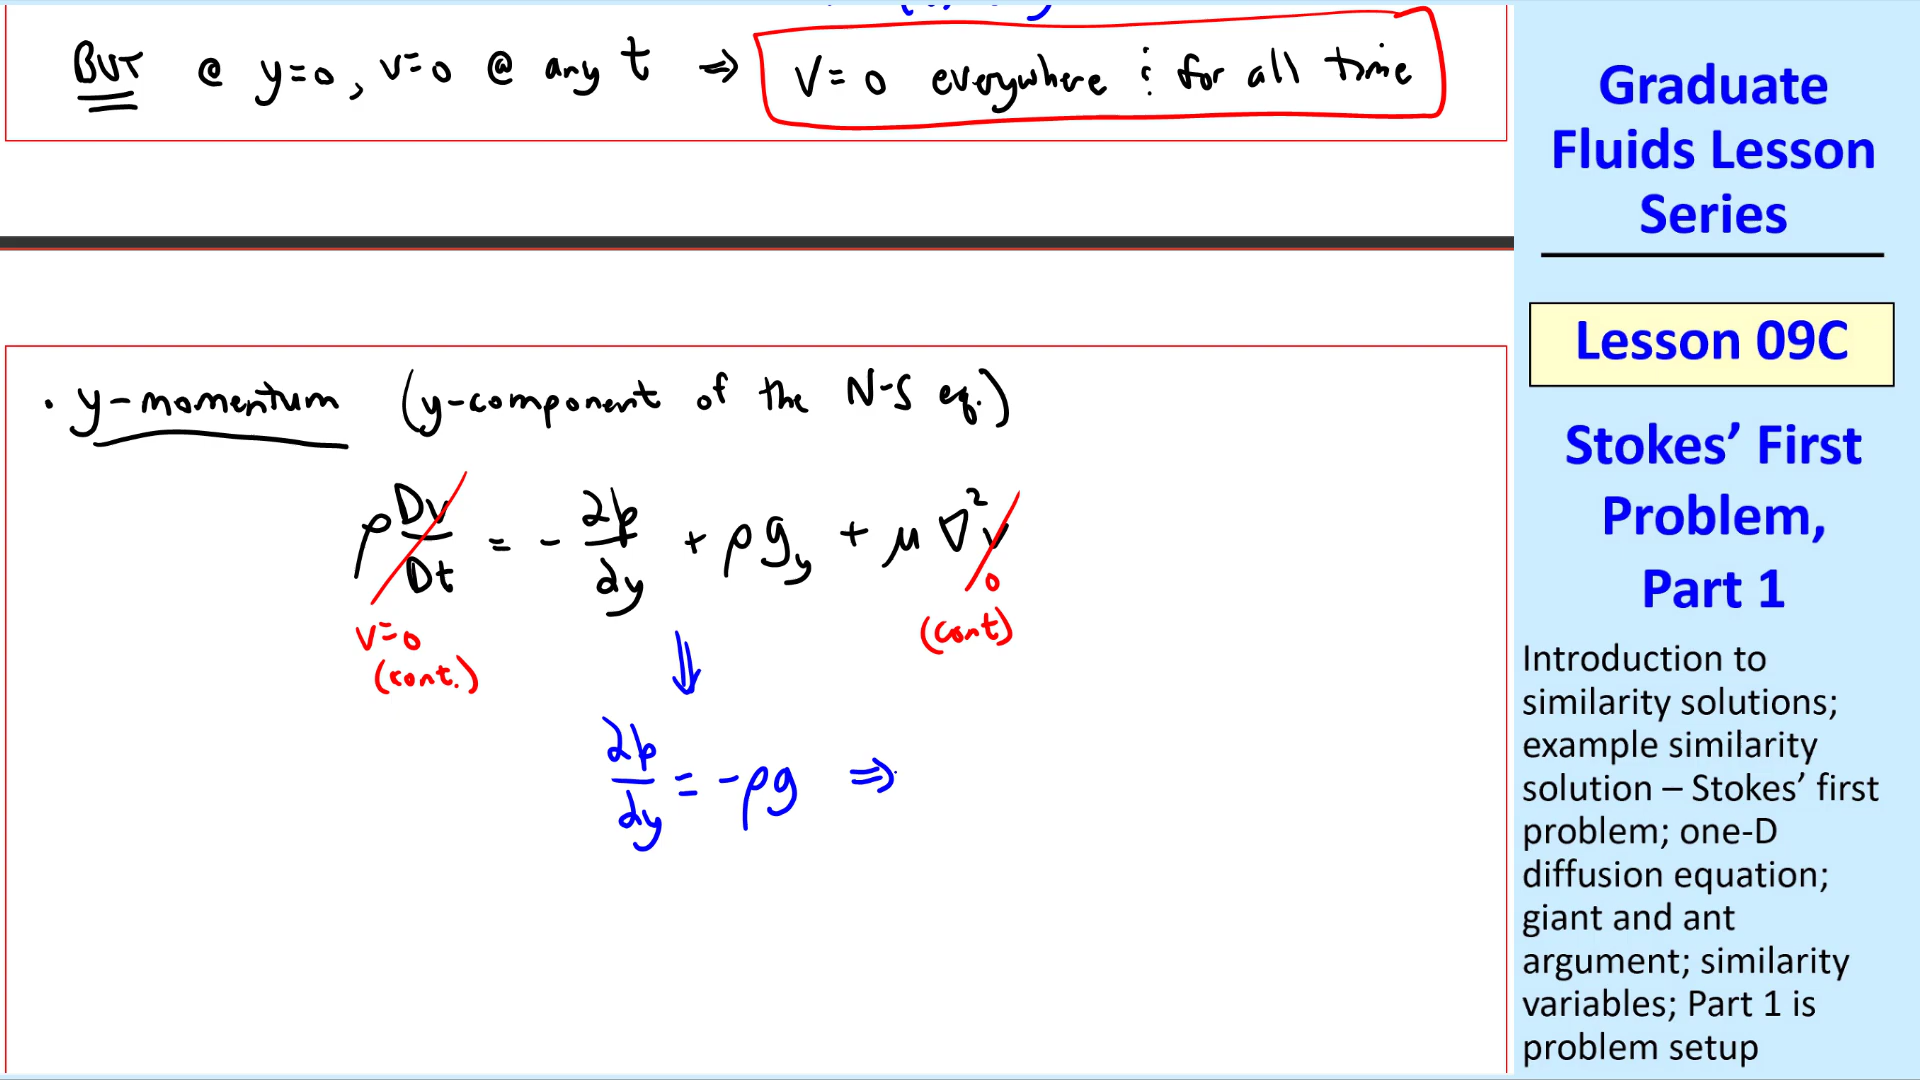 BUT @ y=0, v=0 @ any t ⇒ v=0 everywhere & for all time
• y-momentum (y-component of the N-S eq.)
ρ Dv/Dt = - ∂p/∂y + ρg_y + μ∇²v
0
v=0
(cont.)
(cont)
⇓
∂p/∂y = -ρg ⇒
Graduate
Fluids Lesson
Series
Lesson 09C
Stokes’ First
Problem,
Part 1
Introduction to
similarity solutions;
example similarity
solution – Stokes’ first
problem; one-D
diffusion equation;
giant and ant
argument; similarity
variables; Part 1 is
problem setup